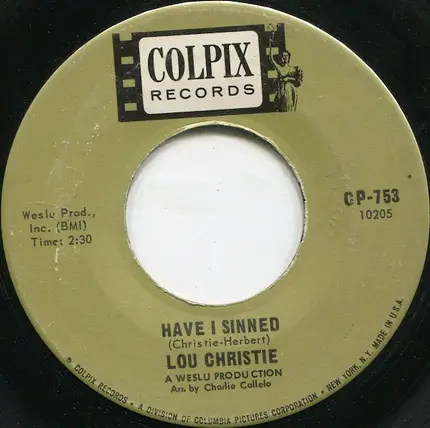 COLPIX
RECORDS
Weslu Prod.,
Inc. (BMI)
Time: 2:30
CP-753
10205
HAVE I SINNED
(Christie-Herbert)
LOU CHRISTIE
A WESLU PRODUCTION
Arr. by Charlie Callelo
COLPIX RECORDS • A DIVISION OF COLUMBIA PICTURES CORPORATION • NEW YORK, N.Y. MADE IN U.S.A.